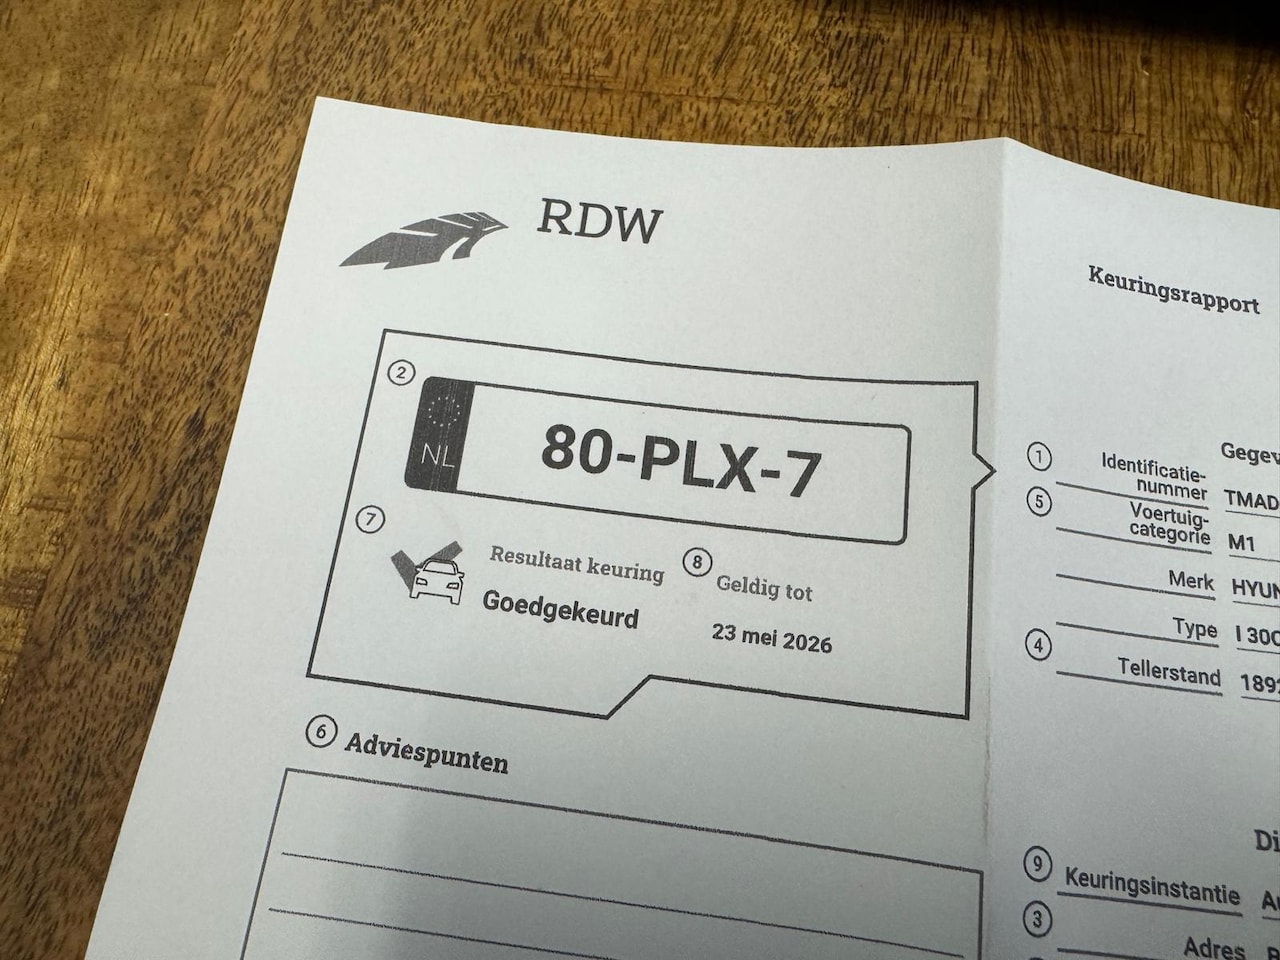 RDW
Keuringsrapport
2
NL
80-PLX-7
7
Resultaat keuring
Goedgekeurd
8
Geldig tot
23 mei 2026
6 Adviespunten
1
Identificatie-
nummer
5
Voertuig-
categorie M1
Merk
Type
4
Tellerstand
9
Keuringsinstantie
3
Adres